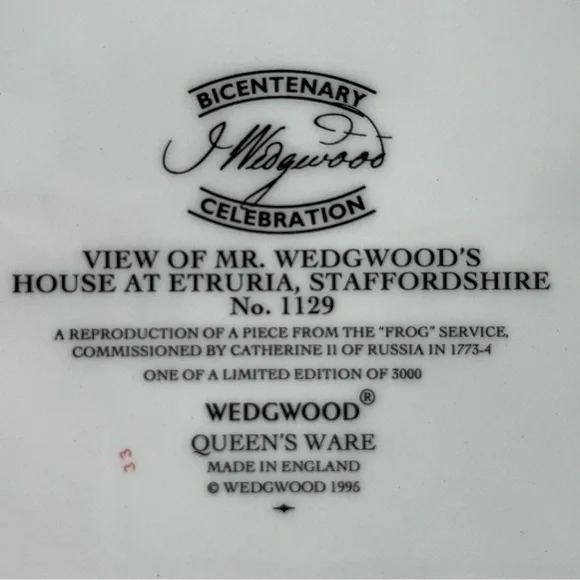 BICENTENARY
J Wedgwood
CELEBRATION
VIEW OF MR. WEDGWOOD'S
HOUSE AT ETRURIA, STAFFORDSHIRE
No. 1129
A REPRODUCTION OF A PIECE FROM THE "FROG" SERVICE,
COMMISSIONED BY CATHERINE II OF RUSSIA IN 1773-4
ONE OF A LIMITED EDITION OF 3000
WEDGWOOD®
QUEEN'S WARE
MADE IN ENGLAND
© WEDGWOOD 1995
33